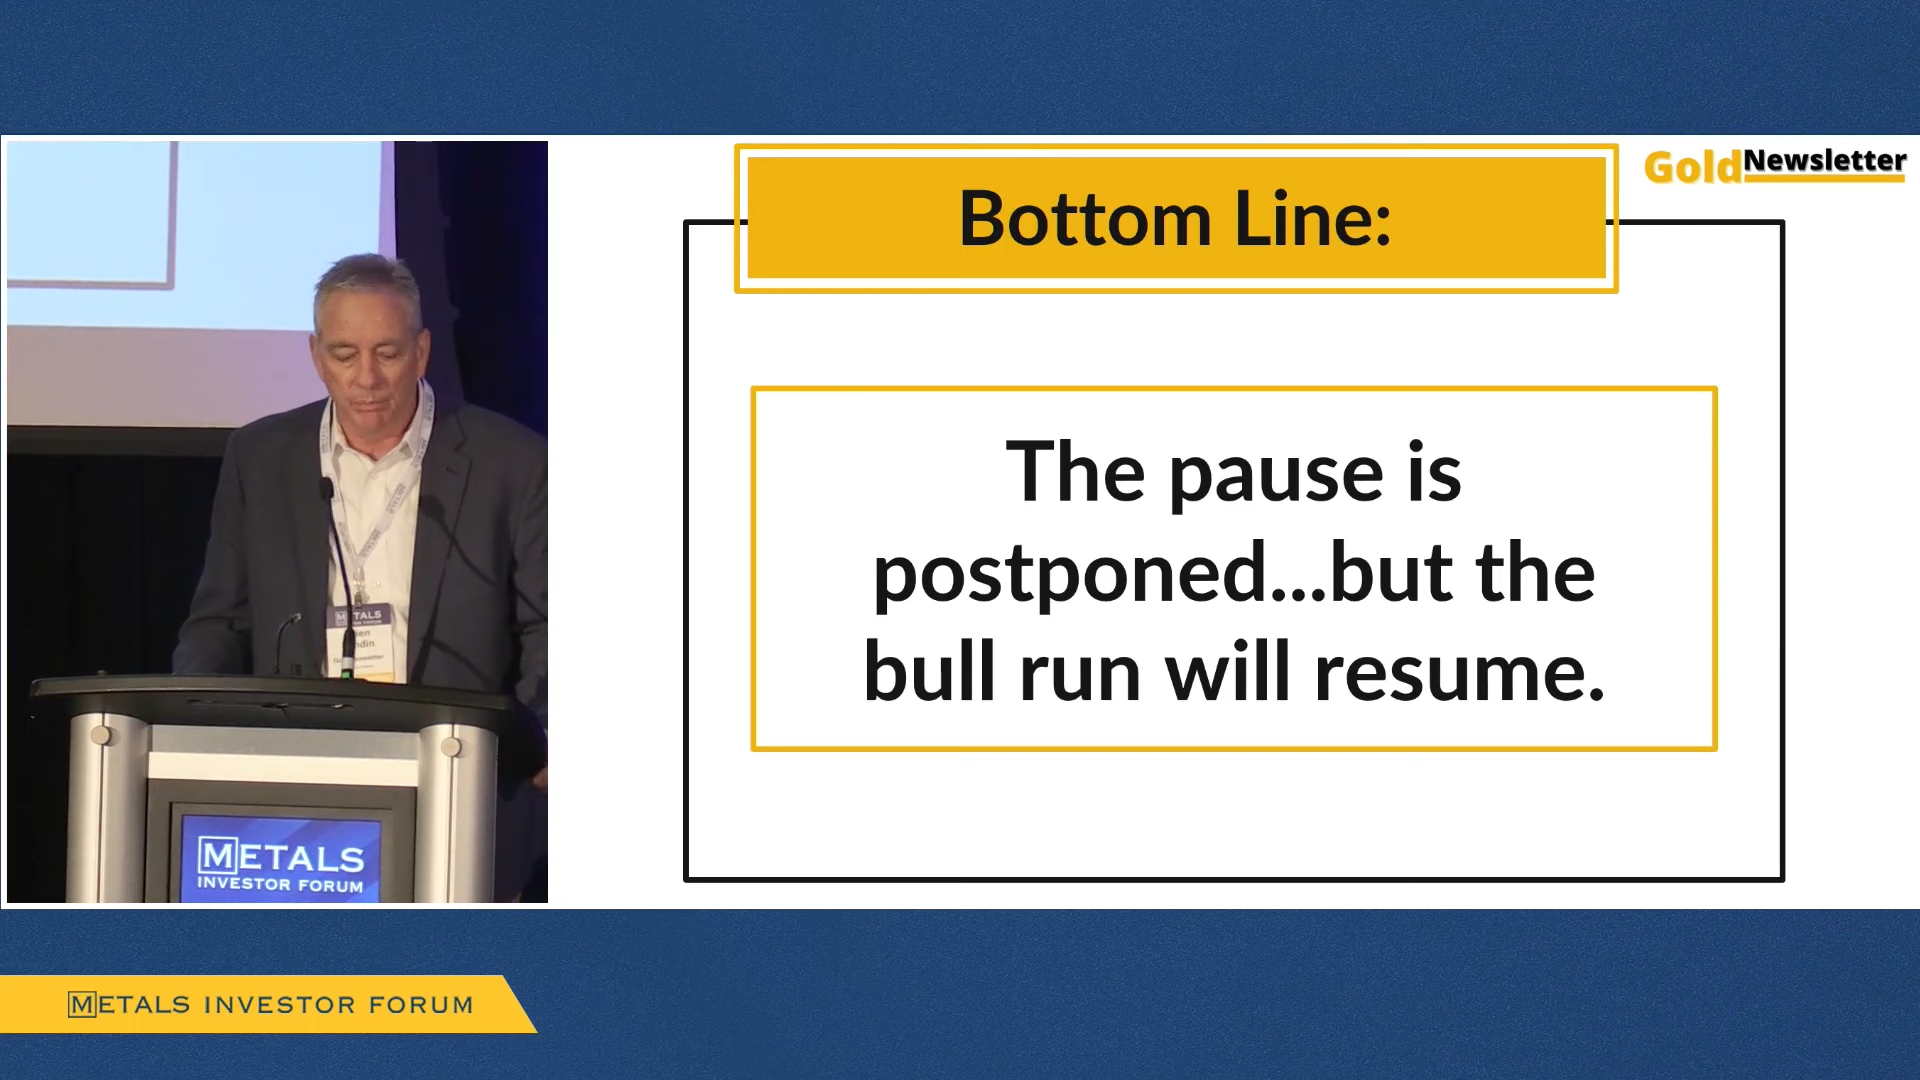 GoldNewsletter
Bottom Line:
The pause is
postponed...but the
bull run will resume.
METALS
INVESTOR FORUM
METALS INVESTOR FORUM